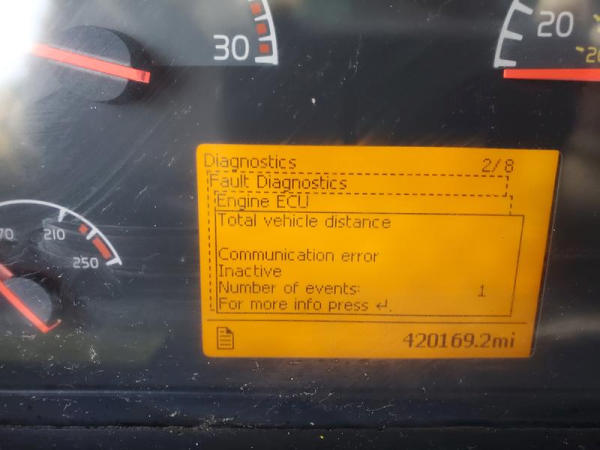 30
20
Diagnostics 2/8
Fault Diagnostics
Engine ECU
Total vehicle distance
Communication error
Inactive
Number of events: 1
For more info press ↵.
210
250
420169.2mi